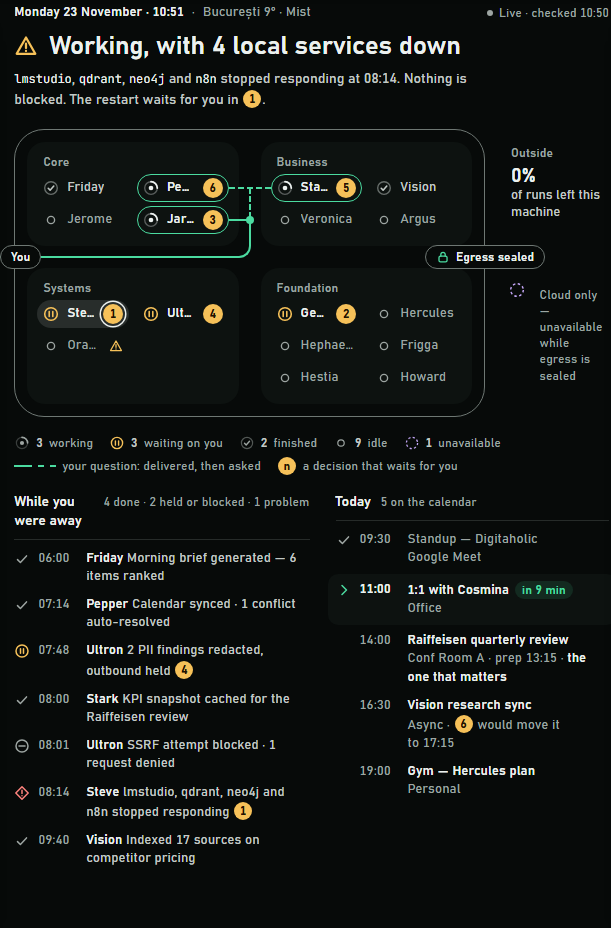 Monday 23 November · 10:51 · București 9° · Mist
Live · checked 10:50
Working, with 4 local services down
lmstudio, qdrant, neo4j and n8n stopped responding at 08:14. Nothing is
blocked. The restart waits for you in 1.
Core
Friday
Pe… 6
Jerome
Jar… 3
Business
Sta… 5
Vision
Veronica
Argus
Outside
0%
of runs left this
machine
You
Egress sealed
Systems
Ste… 1
Ult… 4
Ora…
Foundation
Ge… 2
Hercules
Hephae…
Frigga
Hestia
Howard
Cloud only
—
unavailable
while
egress is
sealed
3 working
3 waiting on you
2 finished
9 idle
1 unavailable
your question: delivered, then asked
n a decision that waits for you
While you
were away
4 done · 2 held or blocked · 1 problem
06:00 Friday Morning brief generated — 6
items ranked
07:14 Pepper Calendar synced · 1 conflict
auto-resolved
07:48 Ultron 2 PII findings redacted,
outbound held 4
08:00 Stark KPI snapshot cached for the
Raiffeisen review
08:01 Ultron SSRF attempt blocked · 1
request denied
08:14 Steve lmstudio, qdrant, neo4j and
n8n stopped responding 1
09:40 Vision Indexed 17 sources on
competitor pricing
Today 5 on the calendar
09:30 Standup — Digitaholic
Google Meet
11:00 1:1 with Cosmina in 9 min
Office
14:00 Raiffeisen quarterly review
Conf Room A · prep 13:15 · the
one that matters
16:30 Vision research sync
Async · 6 would move it
to 17:15
19:00 Gym — Hercules plan
Personal